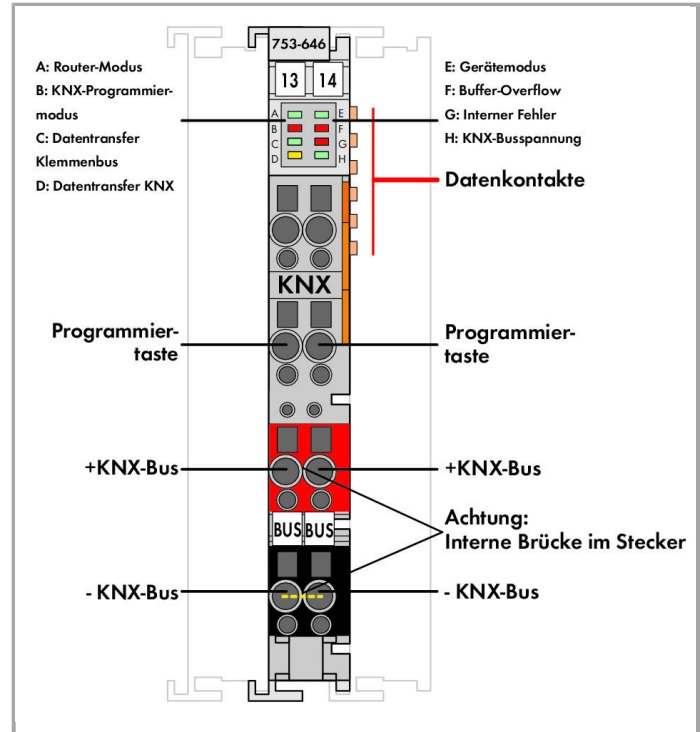 753-646
13 14
A: Router-Modus
B: KNX-Programmier-
modus
C: Datentransfer
Klemmenbus
D: Datentransfer KNX
A
B
C
D
E
F
G
H
E: Gerätemodus
F: Buffer-Overflow
G: Interner Fehler
H: KNX-Busspannung
Datenkontakte
KNX
Programmier-
taste
Programmier-
taste
+KNX-Bus
+KNX-Bus
BUS BUS
Achtung:
Interne Brücke im Stecker
- KNX-Bus
- KNX-Bus